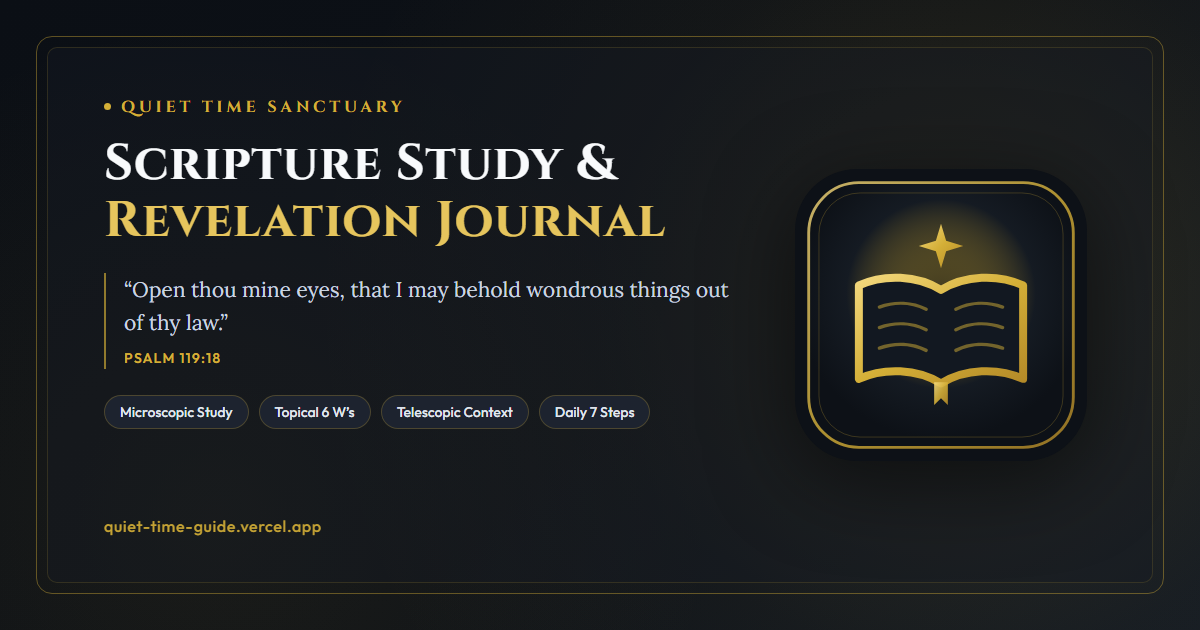 QUIET TIME SANCTUARY
Scripture Study &
Revelation Journal
“Open thou mine eyes, that I may behold wondrous things out
of thy law.”
PSALM 119:18
Microscopic Study
Topical 6 W’s
Telescopic Context
Daily 7 Steps
quiet-time-guide.vercel.app